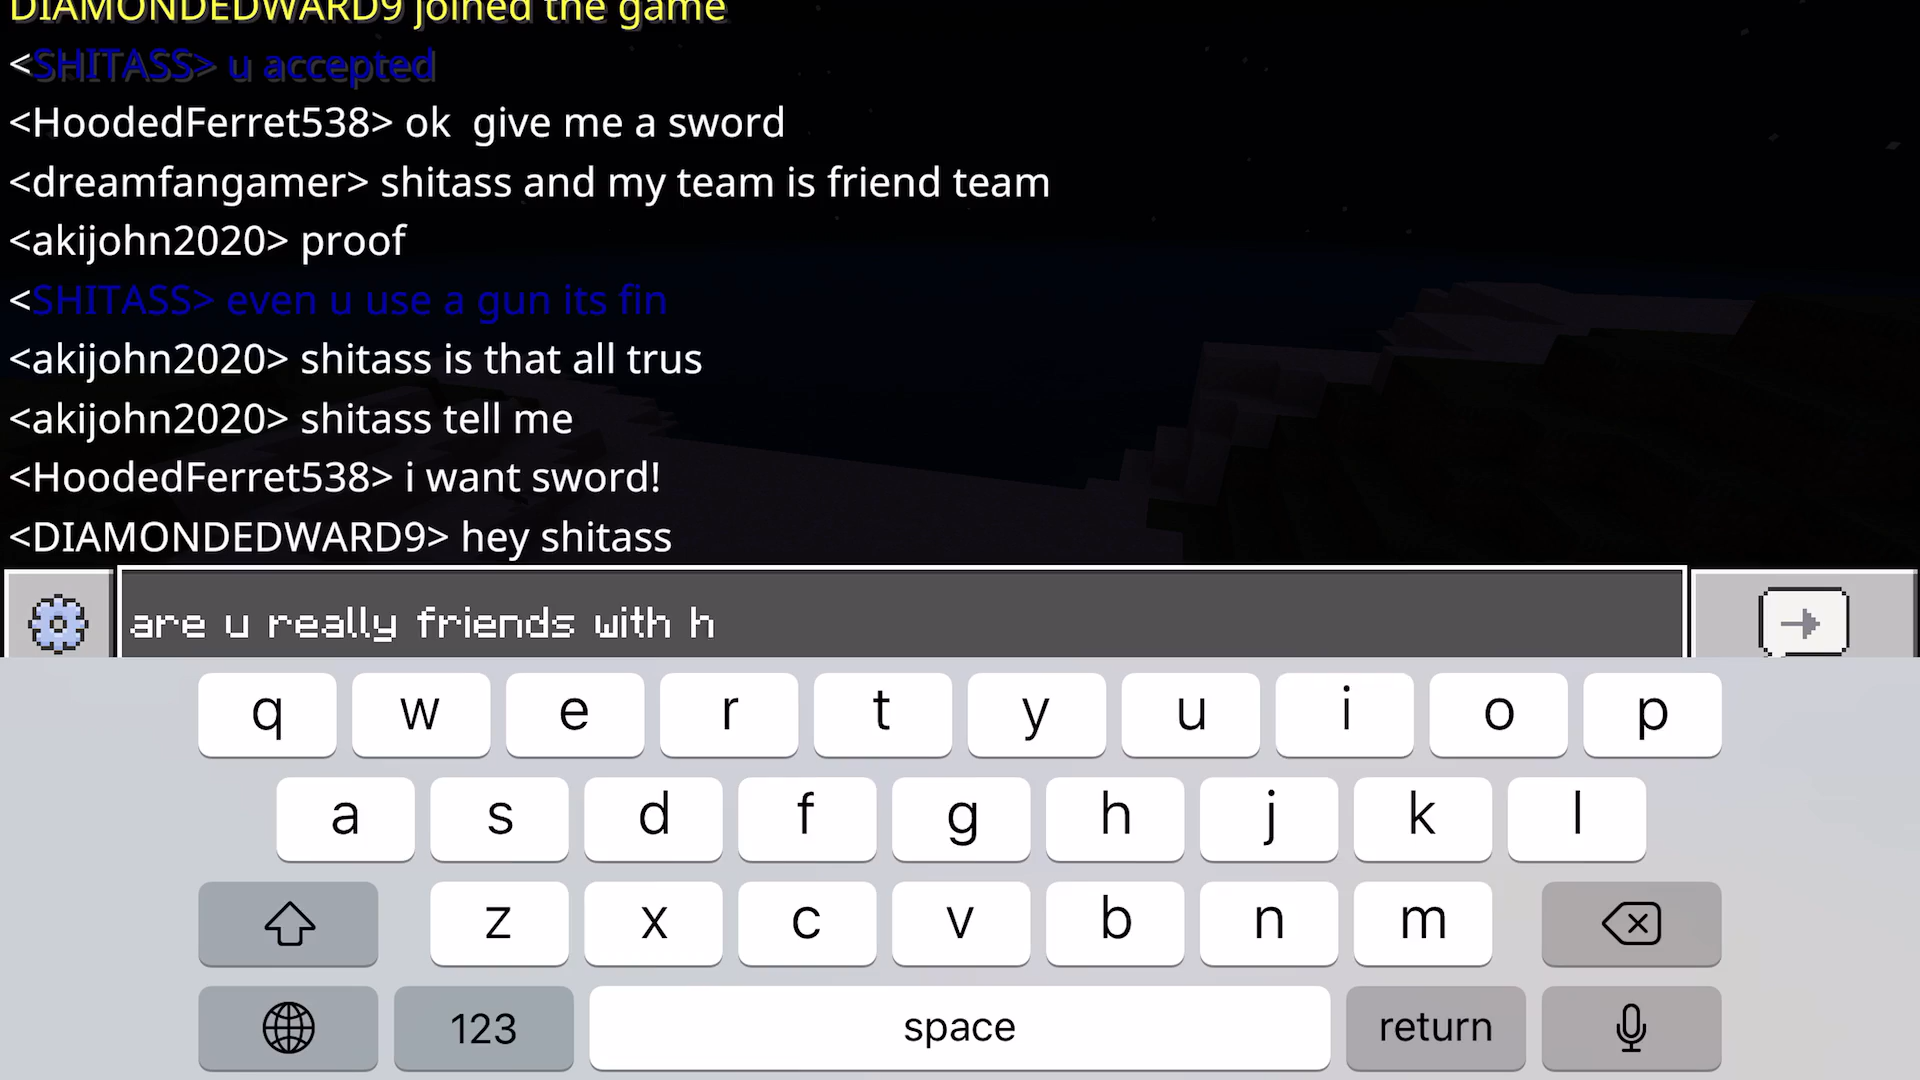 DIAMONDEDWARD9 joined the game
<SHITASS> u accepted
<HoodedFerret538> ok  give me a sword
<dreamfangamer> shitass and my team is friend team
<akijohn2020> proof
<SHITASS> even u use a gun its fin
<akijohn2020> shitass is that all trus
<akijohn2020> shitass tell me
<HoodedFerret538> i want sword!
<DIAMONDEDWARD9> hey shitass
are u really friends with h
q w e r t y u i o p
a s d f g h j k l
z x c v b n m
123 space return